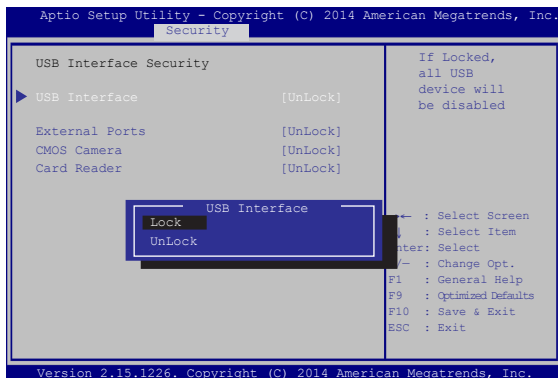 Aptio Setup Utility - Copyright (C) 2014 American Megatrends, Inc.
Security
USB Interface Security
USB Interface [UnLock]
External Ports [UnLock]
CMOS Camera [UnLock]
Card Reader [UnLock]
If Locked,
all USB
device will
be disabled
USB Interface
Lock
UnLock
← : Select Screen
↓ : Select Item
nter: Select
/— : Change Opt.
F1 : General Help
F9 : Optimized Defaults
F10 : Save & Exit
ESC : Exit
Version 2.15.1226. Copyright (C) 2014 American Megatrends, Inc.